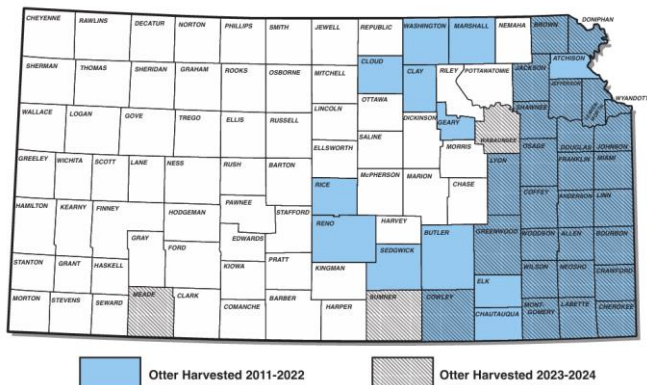 CHEYENNE RAWLINS DECATUR NORTON PHILLIPS SMITH JEWELL REPUBLIC WASHINGTON MARSHALL NEMAHA BROWN DONIPHAN
CLOUD ATCHISON
SHERMAN THOMAS SHERIDAN GRAHAM ROOKS OSBORNE MITCHELL CLAY RILEY POTTAWATOMIE JACKSON JEFFERSON
WYANDOTT
LINCOLN OTTAWA
WALLACE LOGAN GOVE TREGO ELLIS RUSSELL DICKINSON GEARY WABAUNSEE SHAWNEE DOUGLAS JOHNSON
ELLSWORTH SALINE MORRIS OSAGE FRANKLIN MIAMI
GREELEY WICHITA SCOTT LANE NESS RUSH BARTON McPHERSON MARION CHASE LYON COFFEY ANDERSON LINN
RICE
HAMILTON KEARNY FINNEY HODGEMAN PAWNEE STAFFORD RENO HARVEY BUTLER GREENWOOD WOODSON ALLEN BOURBON
GRAY FORD EDWARDS PRATT SEDGWICK
STANTON GRANT HASKELL KIOWA KINGMAN ELK WILSON NEOSHO CRAWFORD
MORTON STEVENS SEWARD MEADE CLARK COMANCHE BARBER HARPER SUMNER COWLEY CHAUTAUQUA MONT-
GOMERY LABETTE CHEROKEE
Otter Harvested 2011-2022 Otter Harvested 2023-2024